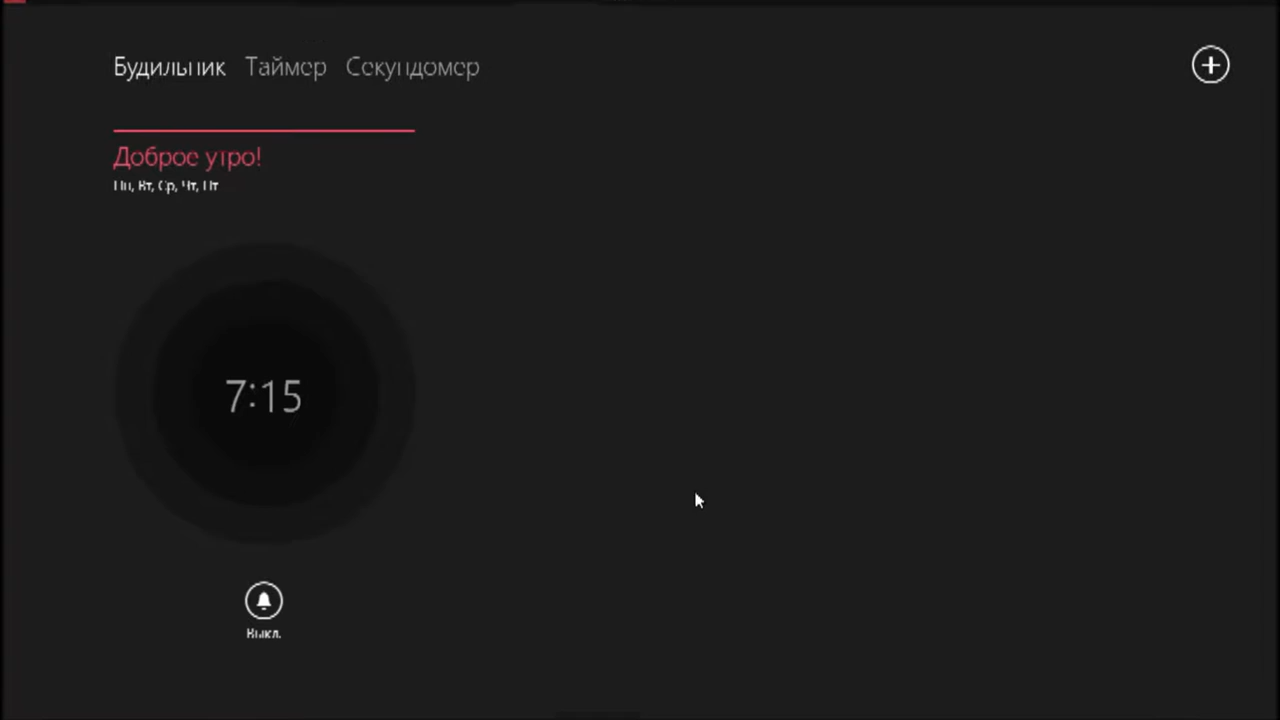 Будильник Таймер Секундомер
Доброе утро!
Пн, Вт, Ср, Чт, Пт
7:15
Выкл.